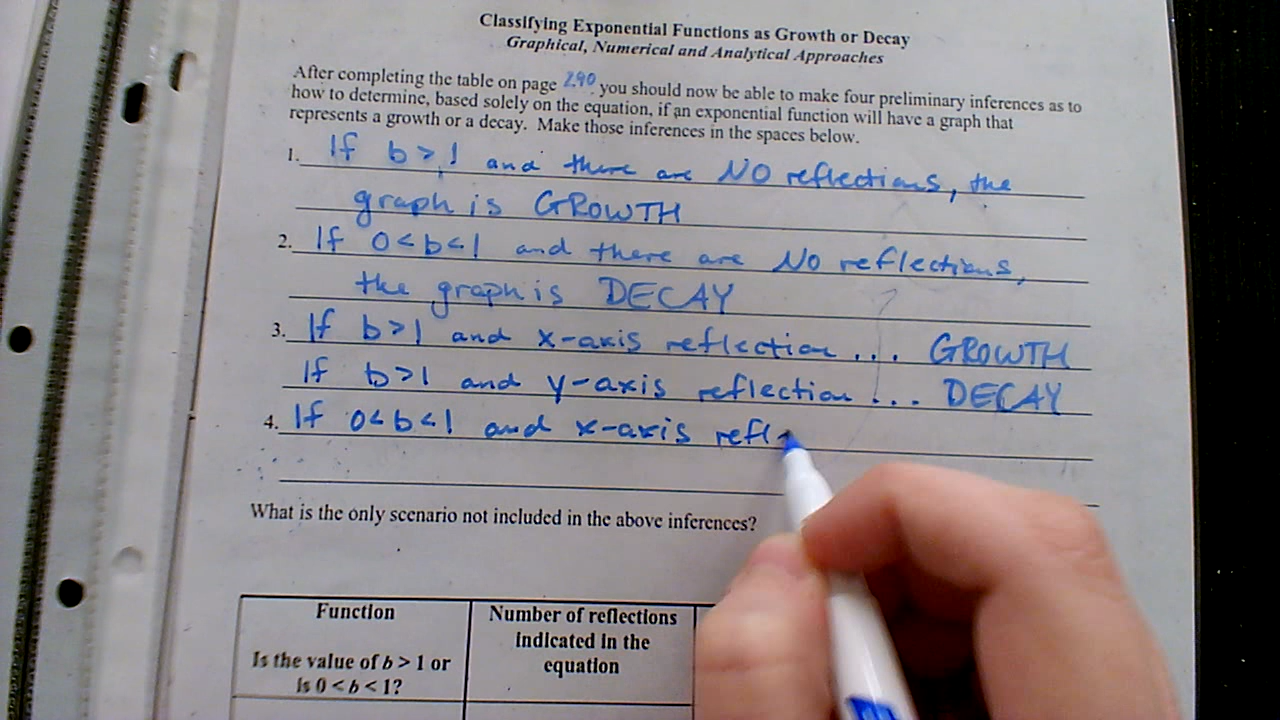 Classifying Exponential Functions as Growth or Decay
Graphical, Numerical and Analytical Approaches
After completing the table on page 290 you should now be able to make four preliminary inferences as to
how to determine, based solely on the equation, if an exponential function will have a graph that
represents a growth or a decay. Make those inferences in the spaces below.
1. If b > 1 and there are NO reflections, the
graph is GROWTH
2. If 0 < b < 1 and there are NO reflections,
the graph is DECAY
3. If b > 1 and x-axis reflection ... GROWTH
If b > 1 and y-axis reflection ... DECAY
4. If 0 < b < 1 and x-axis refle
What is the only scenario not included in the above inferences?
Function
Number of reflections
indicated in the
equation
Is the value of b > 1 or
is 0 < b < 1?